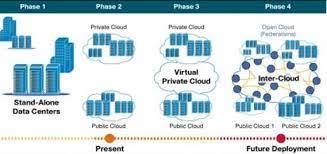 Phase 1
Phase 2
Phase 3
Phase 4
Private Cloud
Private Cloud
Open Cloud
(Federations)
Virtual
Private Cloud
Inter-Cloud
Stand-Alone
Data Centers
Public Cloud
Public Cloud
Public Cloud 1
Public Cloud 2
Present
Future Deployment